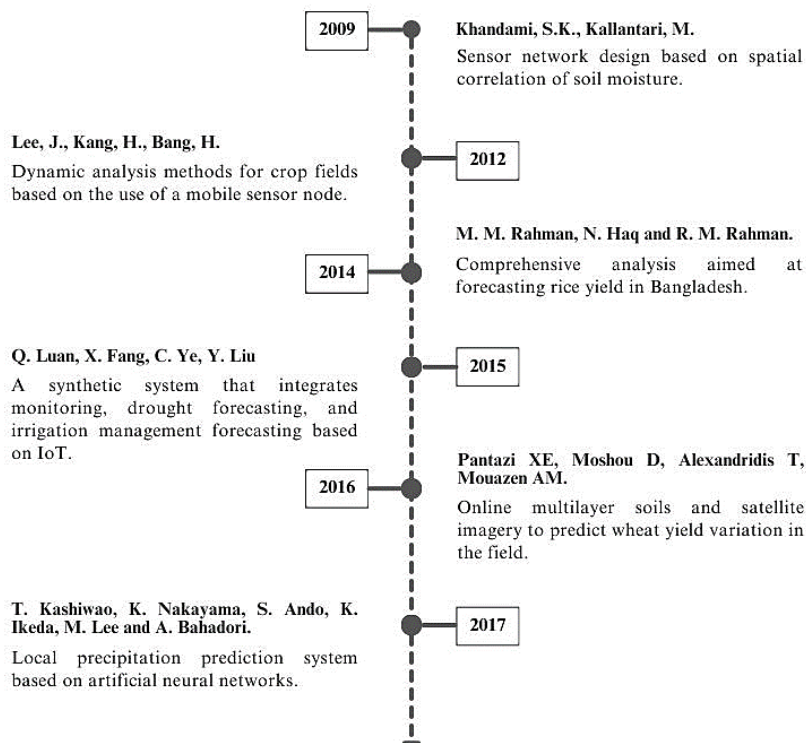 2009
Khandami, S.K., Kallantari, M.
Sensor network design based on spatial
correlation of soil moisture.
Lee, J., Kang, H., Bang, H.
Dynamic analysis methods for crop fields
based on the use of a mobile sensor node.
2012
M. M. Rahman, N. Haq and R. M. Rahman.
Comprehensive analysis aimed at
forecasting rice yield in Bangladesh.
2014
Q. Luan, X. Fang, C. Ye, Y. Liu
A synthetic system that integrates
monitoring, drought forecasting, and
irrigation management forecasting based
on IoT.
2015
Pantazi XE, Moshou D, Alexandridis T,
Mouazen AM.
Online multilayer soils and satellite
imagery to predict wheat yield variation in
the field.
2016
T. Kashiwao, K. Nakayama, S. Ando, K.
Ikeda, M. Lee and A. Bahadori.
Local precipitation prediction system
based on artificial neural networks.
2017